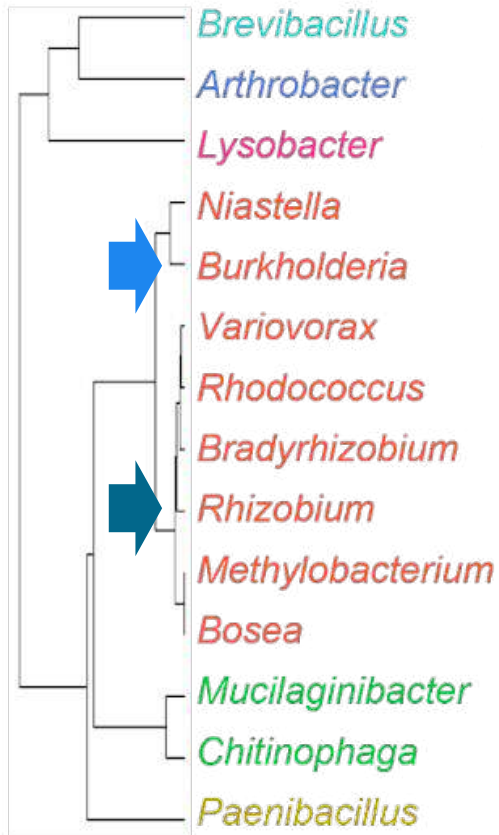 Brevibacillus
Arthrobacter
Lysobacter
Niastella
Burkholderia
Variovorax
Rhodococcus
Bradyrhizobium
Rhizobium
Methylobacterium
Bosea
Mucilaginibacter
Chitinophaga
Paenibacillus